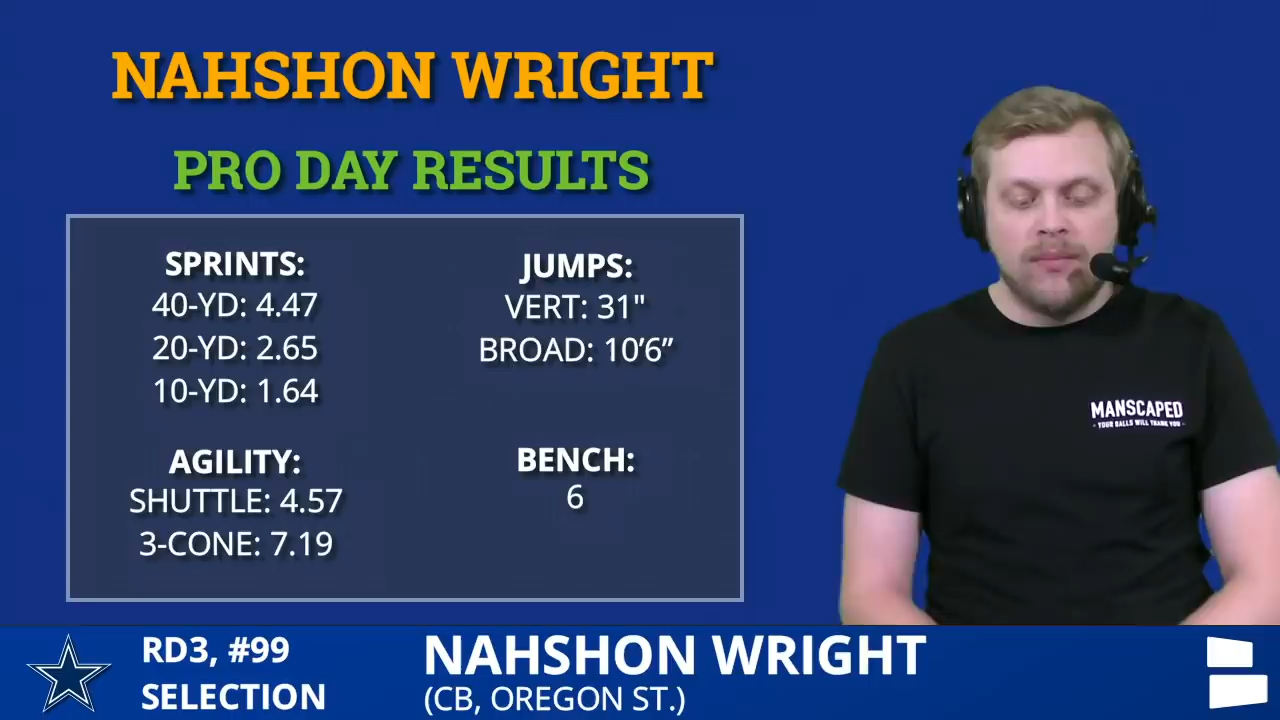 NAHSHON WRIGHT
PRO DAY RESULTS
SPRINTS:
40-YD: 4.47
20-YD: 2.65
10-YD: 1.64
JUMPS:
VERT: 31"
BROAD: 10’6”
AGILITY:
SHUTTLE: 4.57
3-CONE: 7.19
BENCH:
6
MANSCAPED
- YOUR BALLS WILL THANK YOU -
RD3, #99
SELECTION
NAHSHON WRIGHT
(CB, OREGON ST.)